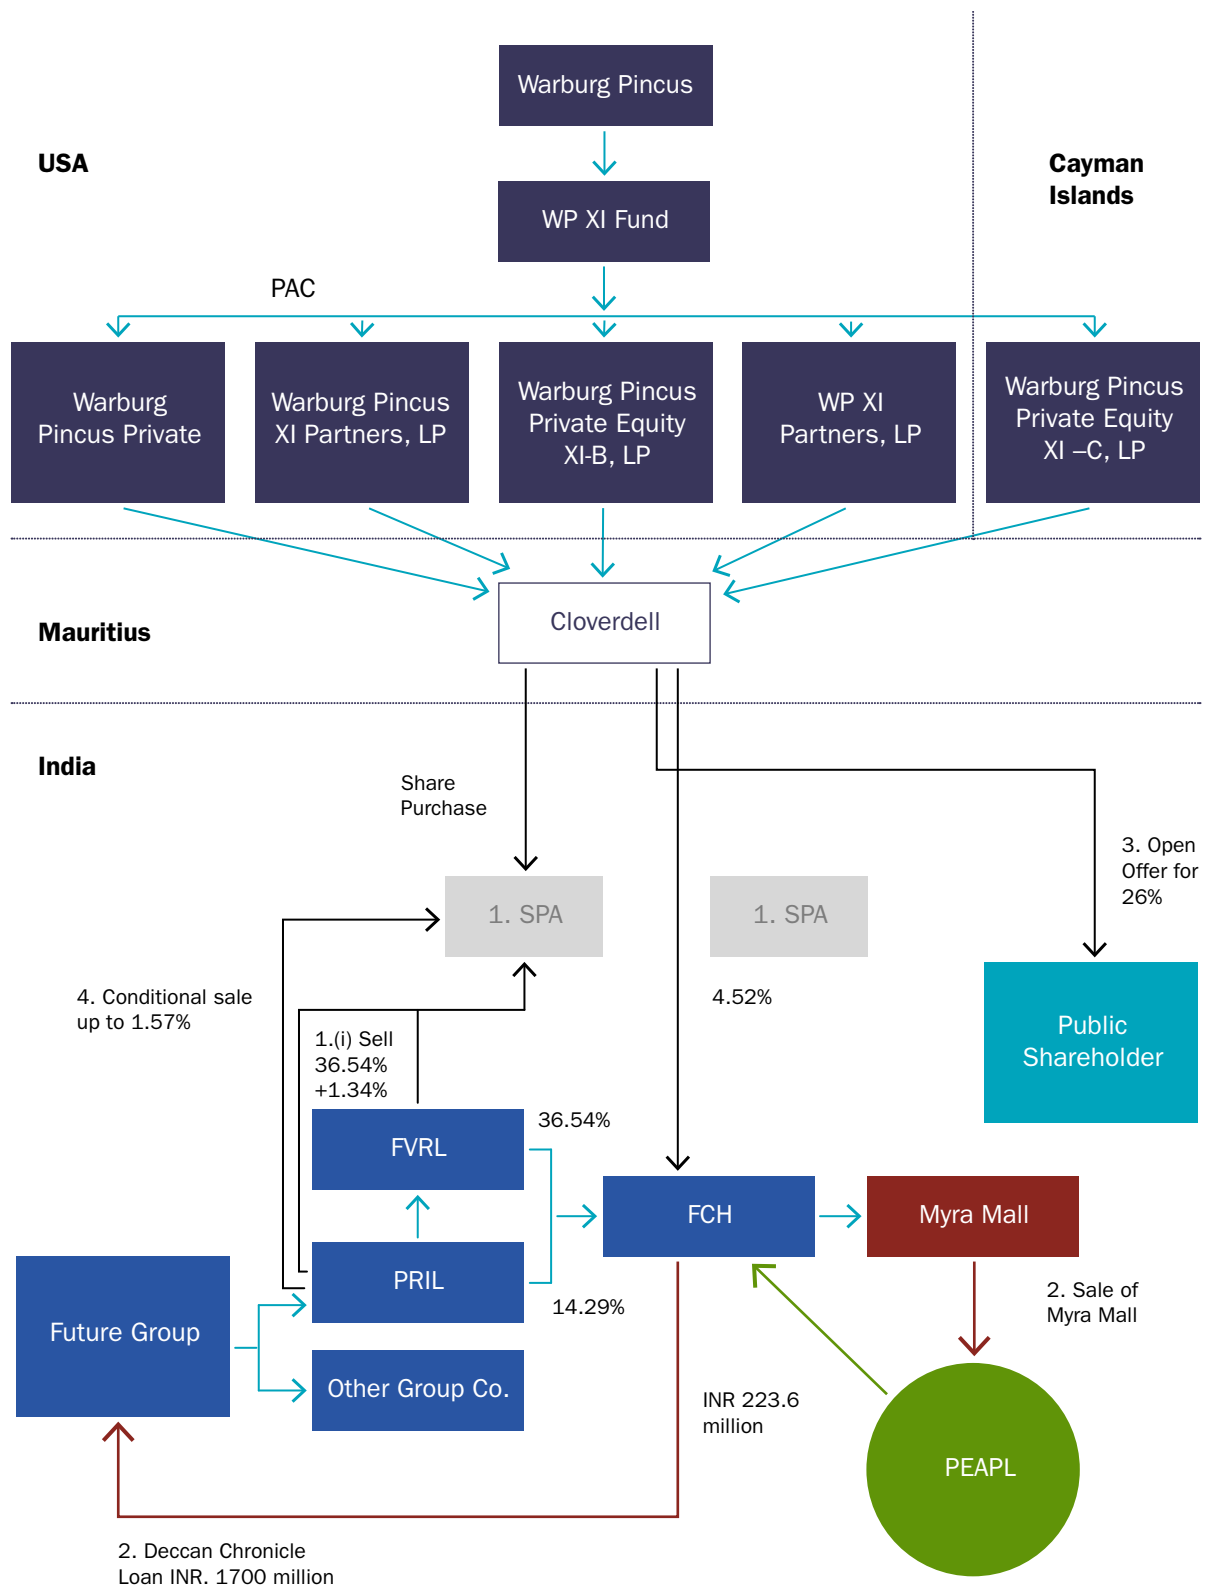 Warburg Pincus
USA
Cayman
Islands
WP XI Fund
PAC
Warburg
Pincus Private
Warburg Pincus
XI Partners, LP
Warburg Pincus
Private Equity
XI-B, LP
WP XI
Partners, LP
Warburg Pincus
Private Equity
XI –C, LP
Cloverdell
Mauritius
India
Share
Purchase
3. Open
Offer for
26%
1. SPA
1. SPA
4. Conditional sale
up to 1.57%
4.52%
1.(i) Sell
36.54%
+1.34%
Public
Shareholder
36.54%
FVRL
FCH
Myra Mall
PRIL
14.29%
2. Sale of
Myra Mall
Future Group
Other Group Co.
INR 223.6
million
PEAPL
2. Deccan Chronicle
Loan INR. 1700 million